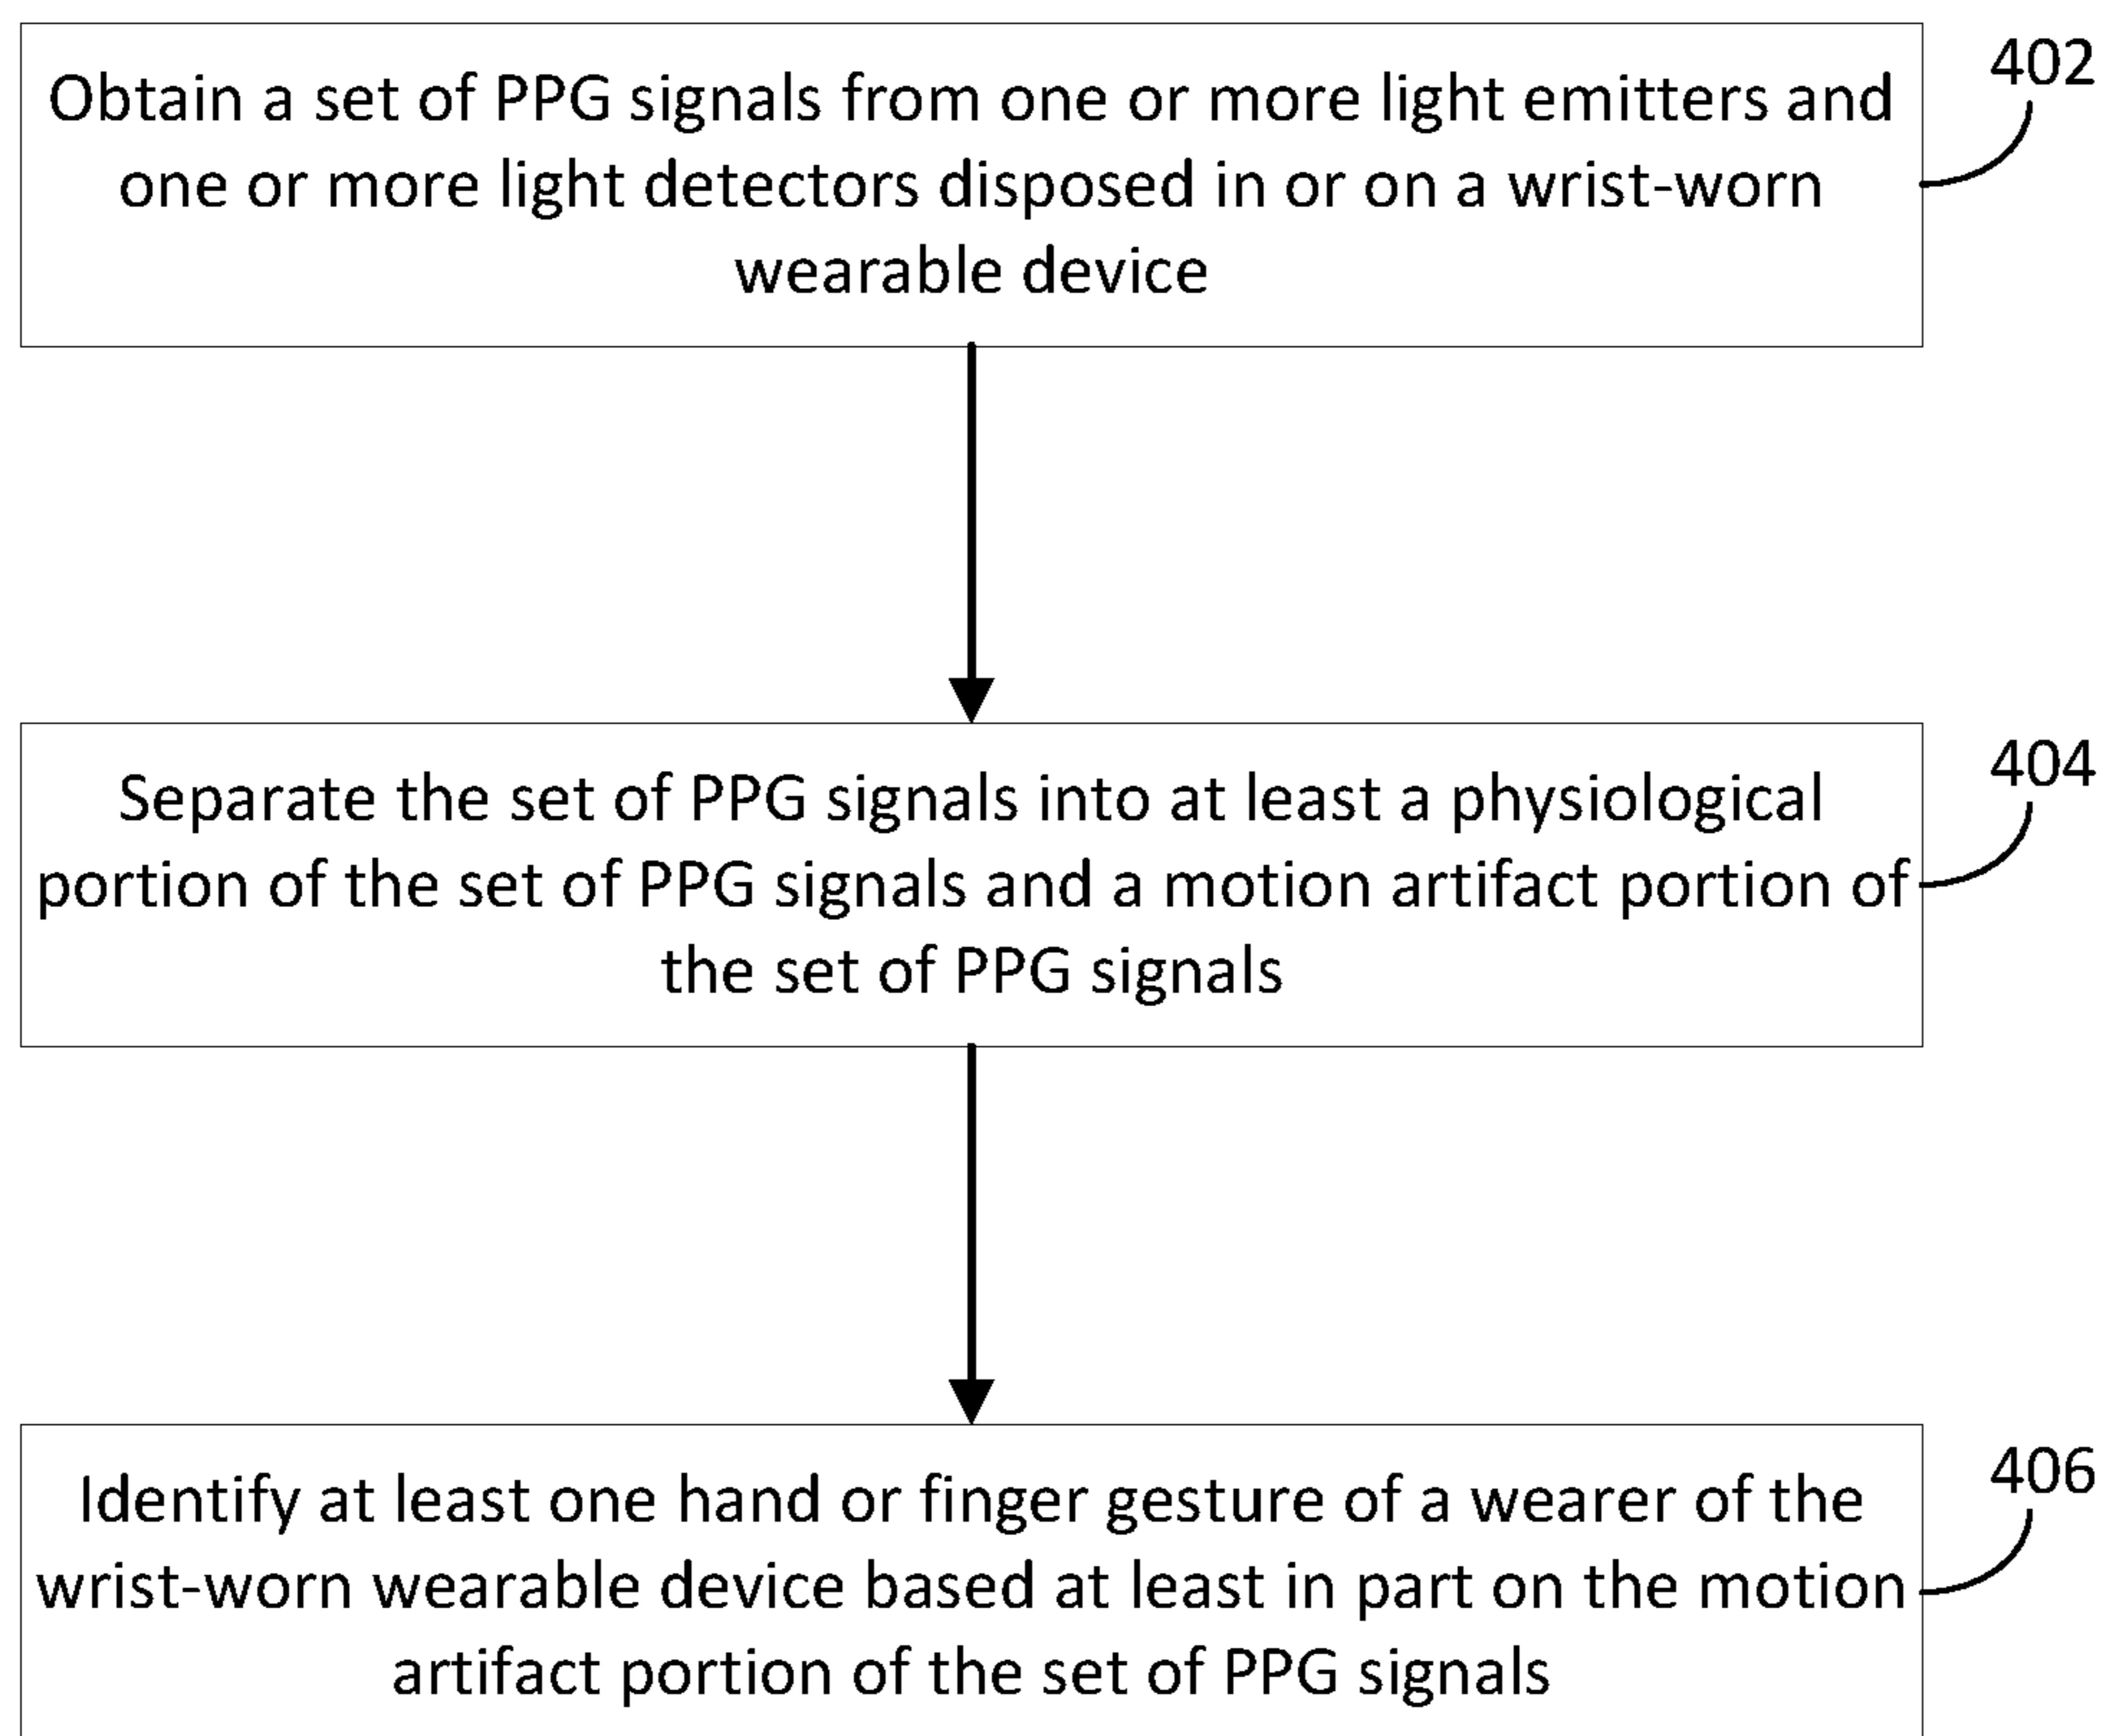 Obtain a set of PPG signals from one or more light emitters and
one or more light detectors disposed in or on a wrist-worn
wearable device
402
Separate the set of PPG signals into at least a physiological
portion of the set of PPG signals and a motion artifact portion of
the set of PPG signals
404
Identify at least one hand or finger gesture of a wearer of the
wrist-worn wearable device based at least in part on the motion
artifact portion of the set of PPG signals
406